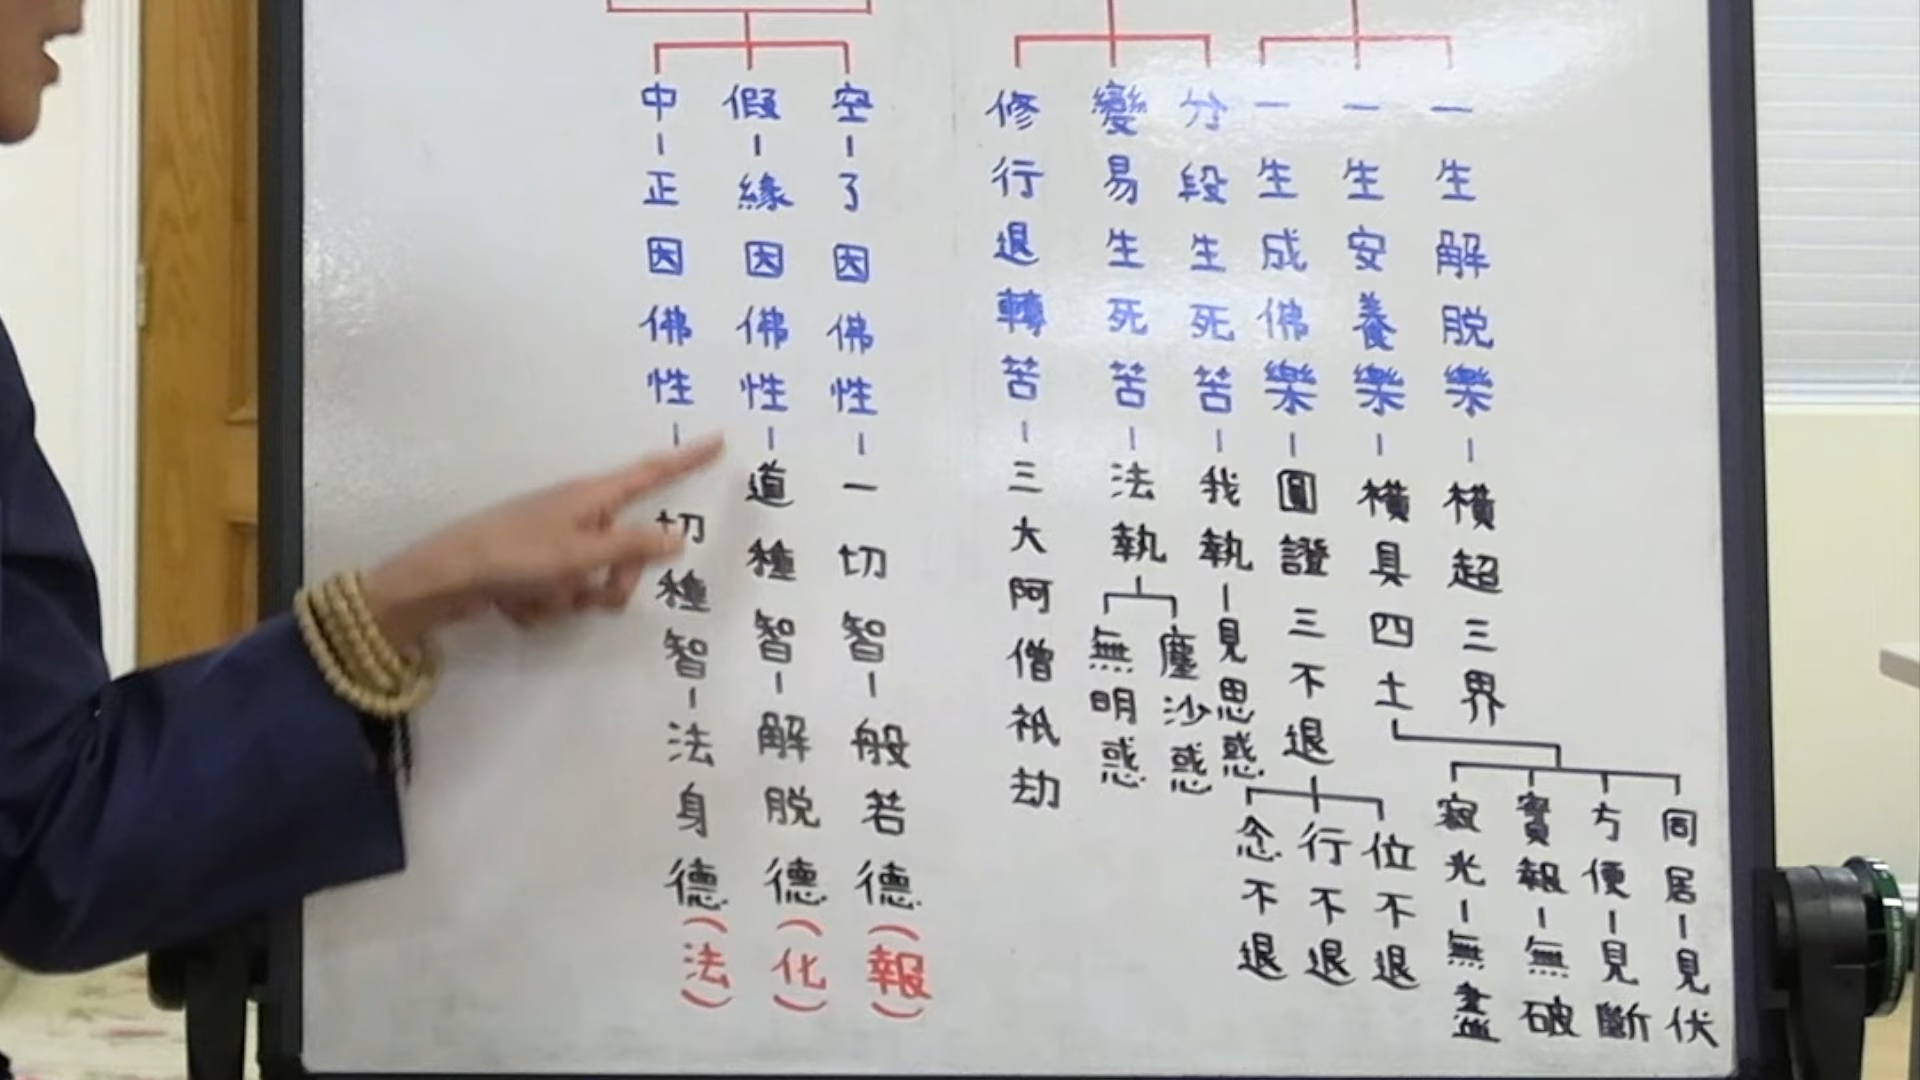 一生解脱樂-橫超三界
一生安養樂-橫具四土
同居-見伏
方便-見斷
實報-無破
寂光-無盡
一生成佛樂-圓證三不退
位不退
行不退
念不退
分段生死苦-我執-見思惑
變易生死苦-法執
塵沙惑
無明惑
修行退轉苦-三大阿僧祇劫
空-了因佛性-一切智-般若德(報)
假-緣因佛性-道種智-解脱德(化)
中-正因佛性-切種智-法身德(法)